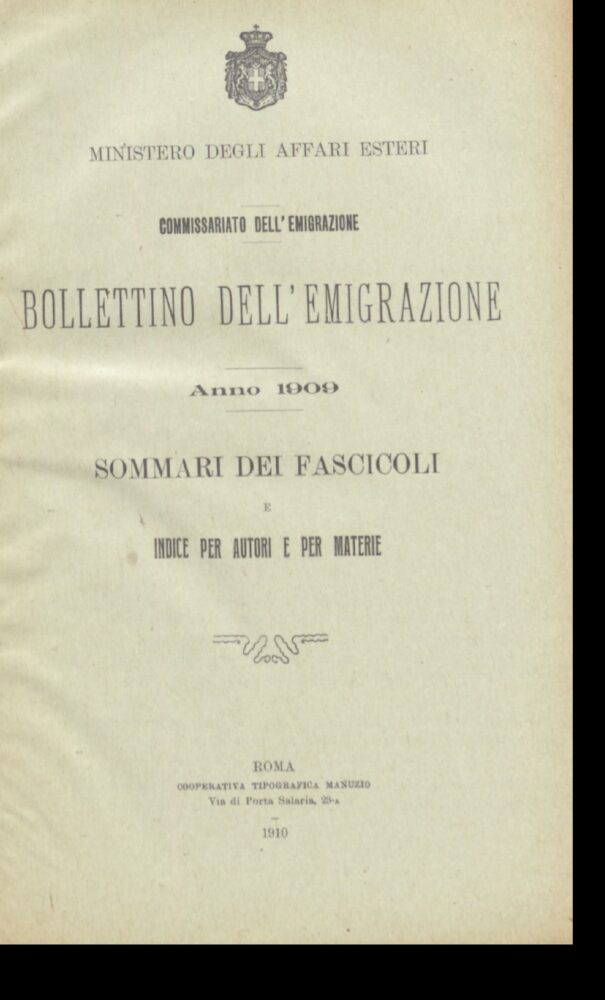 MINISTERO DEGLI AFFARI ESTERI
COMMISSARIATO DELL'EMIGRAZIONE
BOLLETTINO DELL'EMIGRAZIONE
Anno 1909
SOMMARI DEI FASCICOLI
E
INDICE PER AUTORI E PER MATERIE
ROMA
COOPERATIVA TIPOGRAFICA MANUZIO
Via di Porta Salaria, 23-A
1910